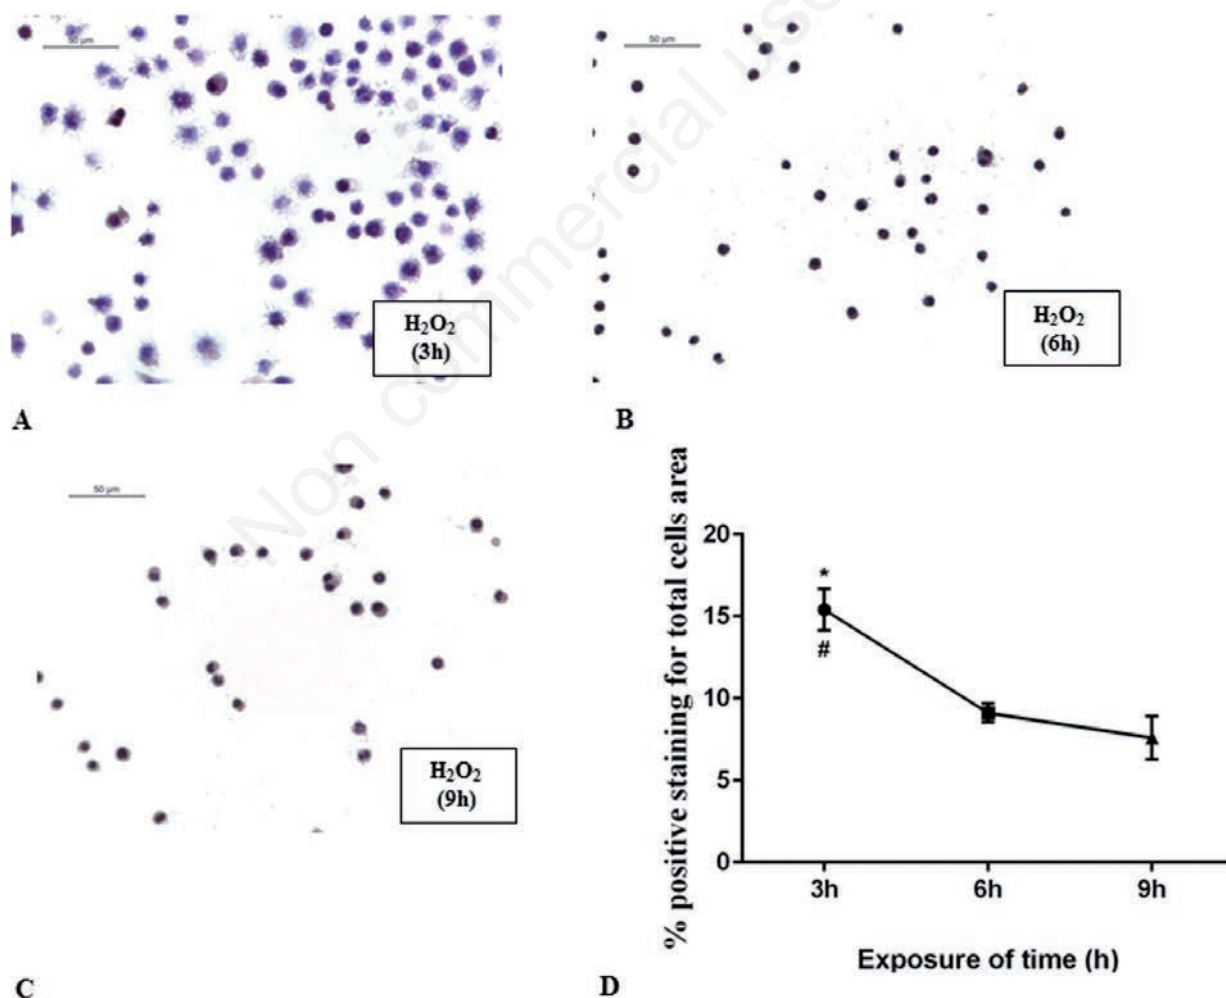 50 µm
50 µm
H₂O₂
(3h)
H₂O₂
(6h)
A
B
50 µm
H₂O₂
(9h)
C
% positive staining for total cells area
20
15
10
5
0
*
#
3h
6h
9h
Exposure of time (h)
D
Non commercial use